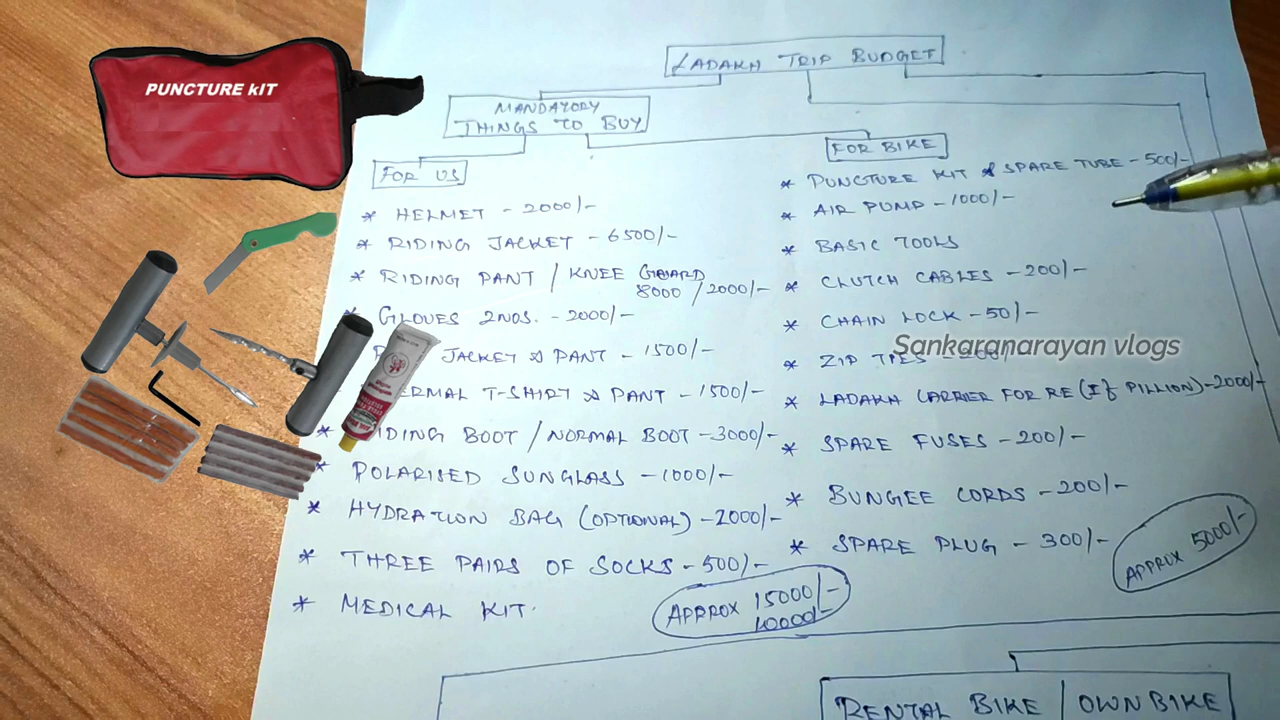 PUNCTURE kIT
LADAKH TRIP BUDGET
MANDATORY
THINGS TO BUY
FOR US
* HELMET - 2000/-
* RIDING JACKET - 6500/-
* RIDING PANT / KNEE GUARD
8000 / 2000/-
* GLOVES 2NOS. - 2000/-
JACKET & PANT - 1500/-
T-SHIRT & PANT - 1500/-
* RIDING BOOT / NORMAL BOOT - 3000/-
* POLARISED SUNGLASS - 1000/-
* HYDRATION BAG (OPTIONAL) - 2000/-
* THREE PAIRS OF SOCKS - 500/-
* MEDICAL KIT.
APPROX 15000/-
FOR BIKE
* PUNCTURE KIT & SPARE TUBE - 500/-
* AIR PUMP - 1000/-
* BASIC TOOLS
* CLUTCH CABLES - 200/-
* CHAIN LOCK - 50/-
Sankaranarayan vlogs
* ZIP TIES
* LADAKH CARRIER FOR RE (If PILLION) - 2000/-
* SPARE FUSES - 200/-
* BUNGEE CORDS - 200/-
* SPARE PLUG - 300/-
APPROX 5000/-
RENTAL BIKE / OWN BIKE